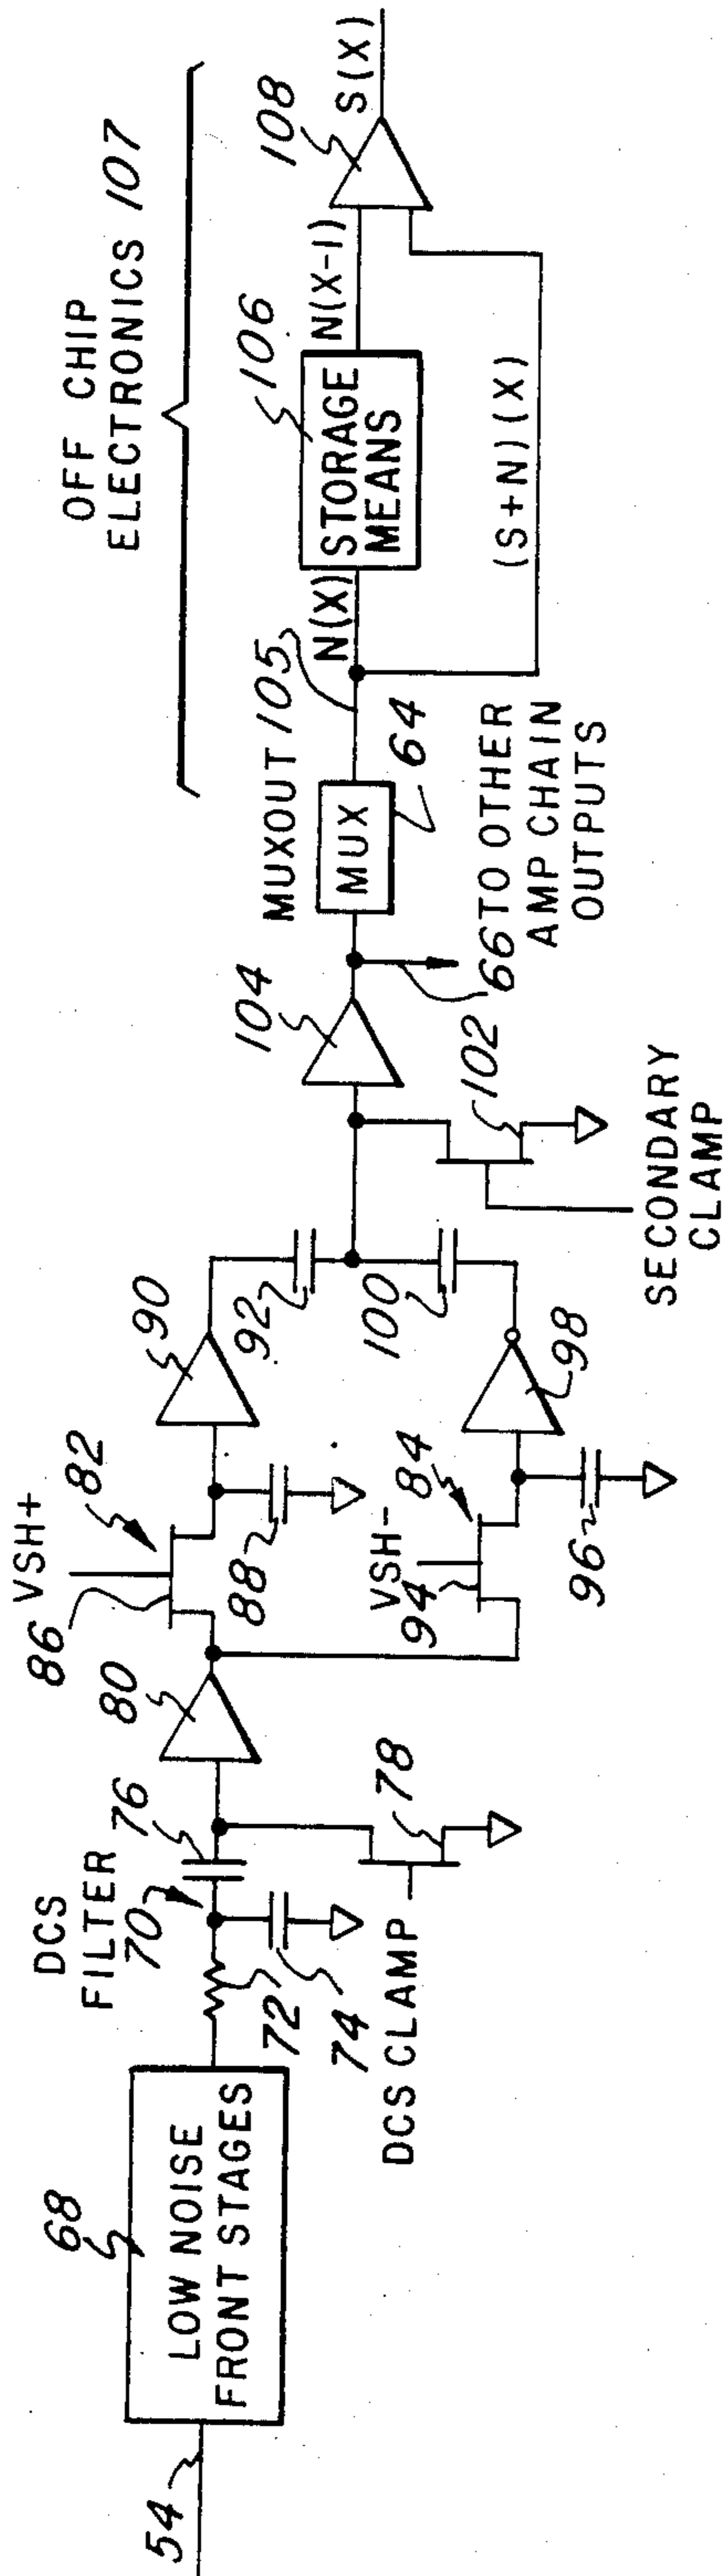 54
68
LOW NOISE
FRONT STAGES
DCS
FILTER
70
72
74
76
DCS CLAMP
78
80
86
VSH+
82
88
90
92
94
VSH-
84
96
98
100
SECONDARY
CLAMP
102
104
66 TO OTHER
AMP CHAIN
OUTPUTS
MUXOUT 105
MUX
64
OFF CHIP
ELECTRONICS 107
N(X)
STORAGE
MEANS
106
N(X-1)
(S+N)(X)
108
S(X)